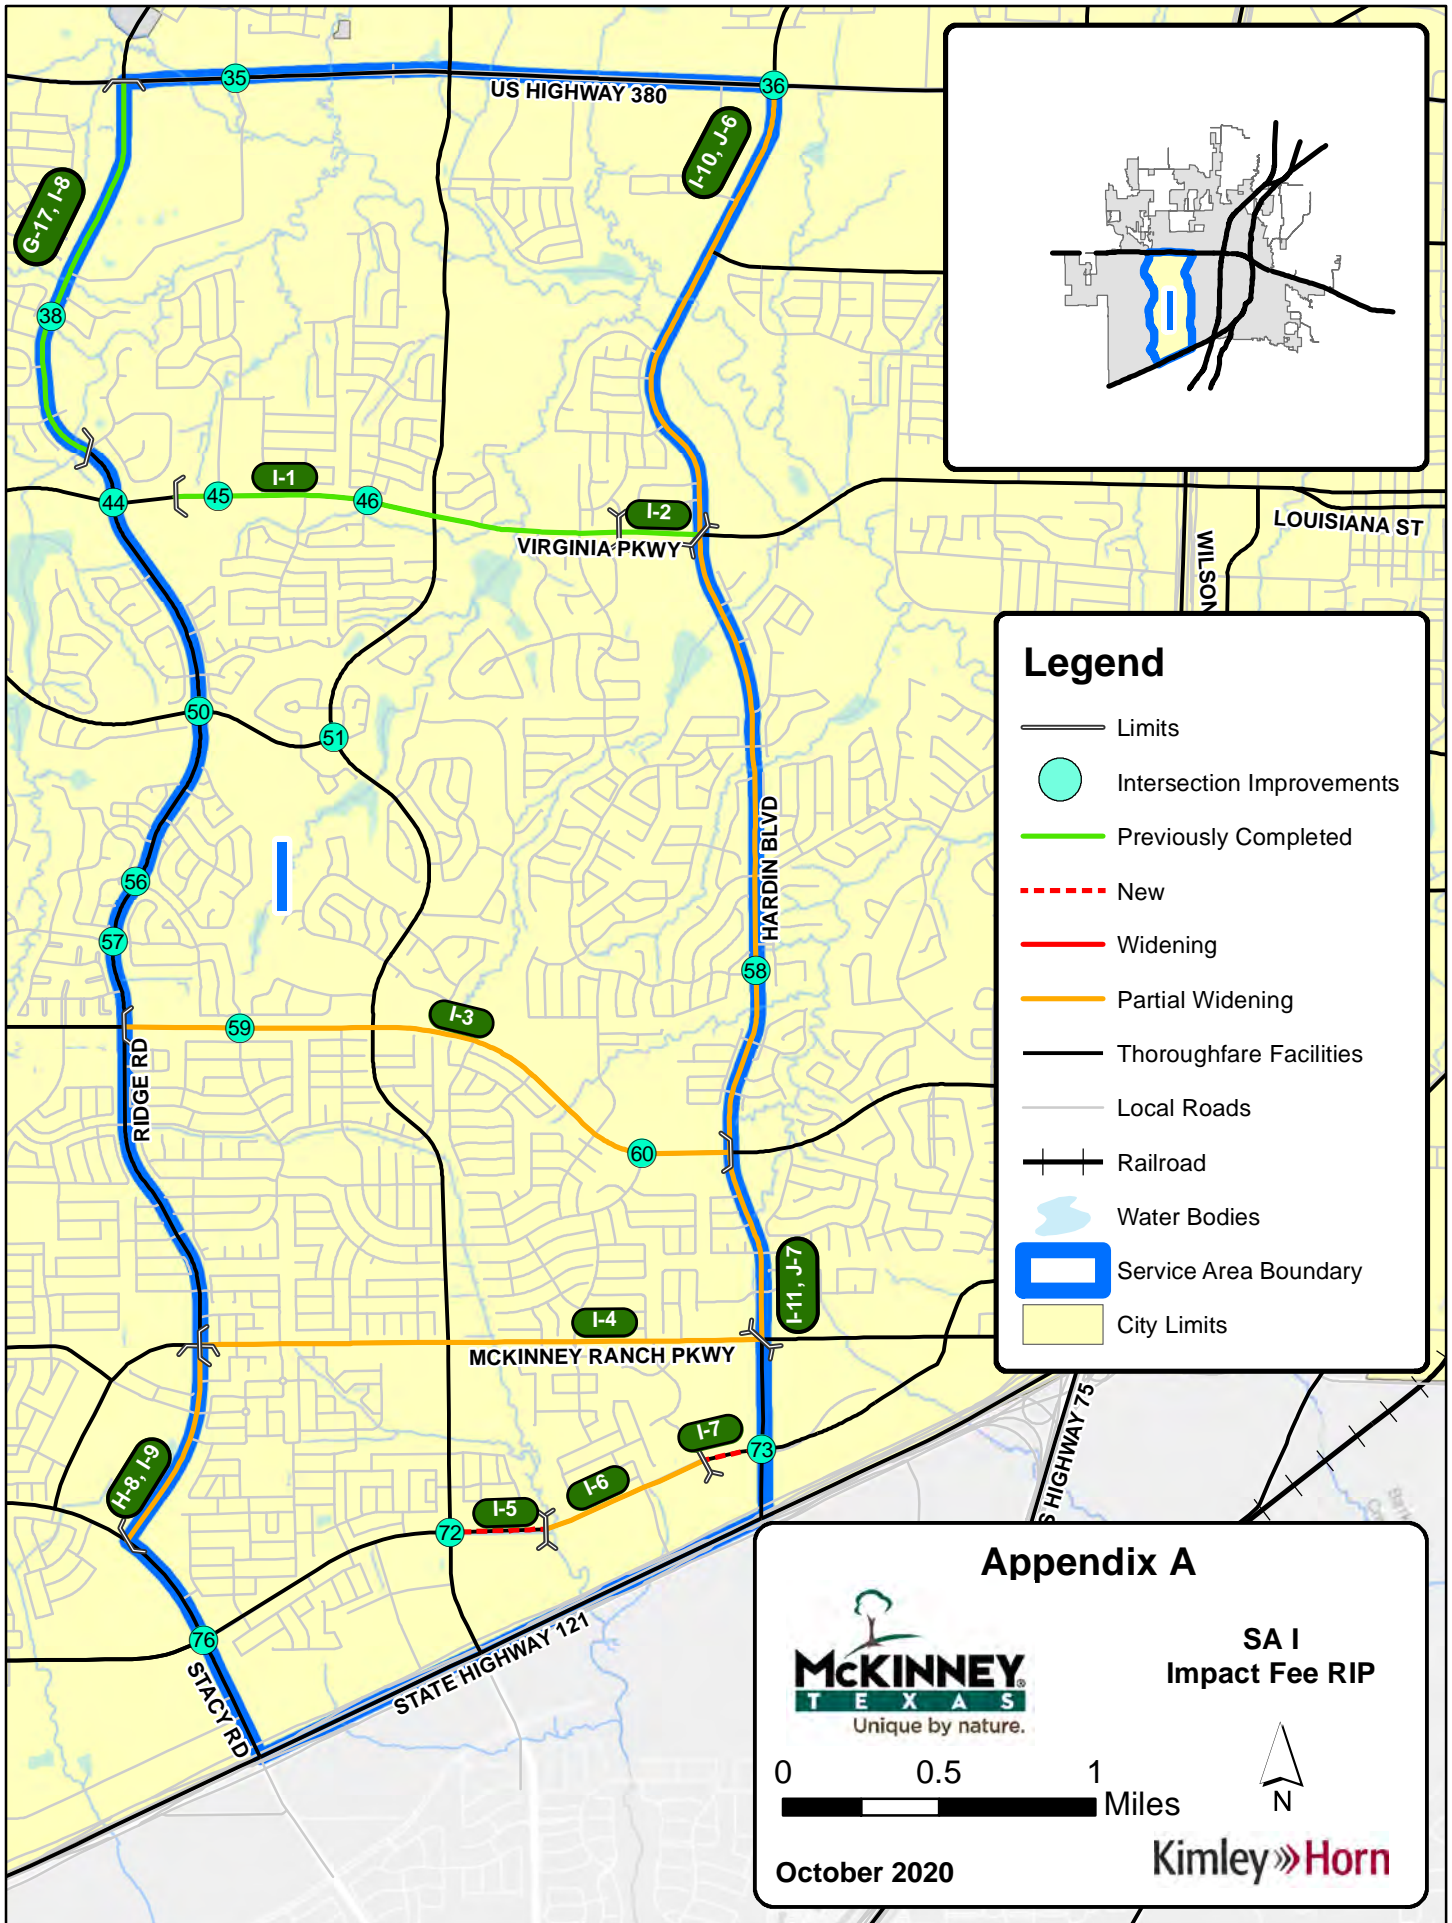 35
US HIGHWAY 380
36
I-10, J-6
G-17, I-8
38
44
45
I-1
46
I-2
VIRGINIA PKWY
LOUISIANA ST
WILSON
50
51
I
I
56
57
HARDIN BLVD
58
I-3
59
RIDGE RD
60
I-11, J-7
I-4
MCKINNEY RANCH PKWY
H-8, I-9
I-7
73
I-6
I-5
72
76
STACY RD
STATE HIGHWAY 121
S HIGHWAY 75
Legend
Limits
Intersection Improvements
Previously Completed
New
Widening
Partial Widening
Thoroughfare Facilities
Local Roads
Railroad
Water Bodies
Service Area Boundary
City Limits
Appendix A
McKINNEY®
TEXAS
Unique by nature.
SA I
Impact Fee RIP
0 0.5 1
Miles
N
October 2020
Kimley»Horn